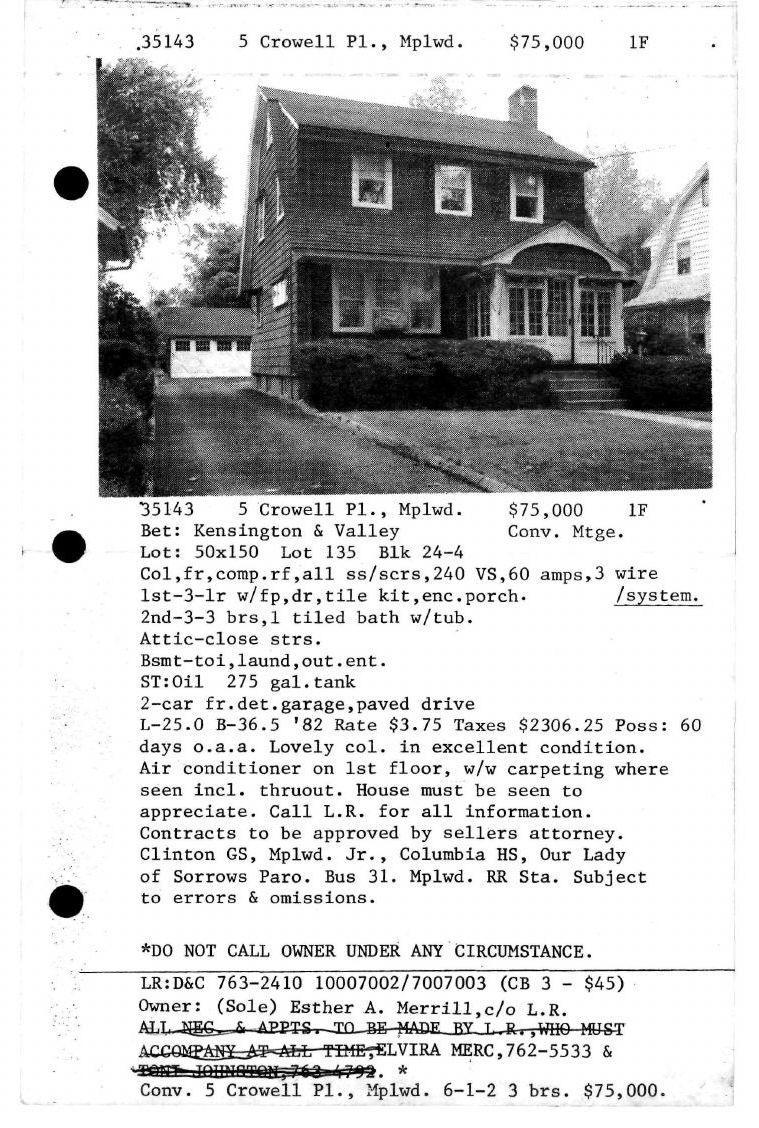 .35143 5 Crowell Pl., Mplwd. $75,000 1F
35143 5 Crowell Pl., Mplwd. $75,000 1F
Bet: Kensington & Valley Conv. Mtge.
Lot: 50x150 Lot 135 Blk 24-4
Col,fr,comp.rf,all ss/scrs,240 VS,60 amps,3 wire
1st-3-lr w/fp,dr,tile kit,enc.porch. /system.
2nd-3-3 brs,1 tiled bath w/tub.
Attic-close strs.
Bsmt-toi,laund,out.ent.
ST:Oil 275 gal.tank
2-car fr.det.garage,paved drive
L-25.0 B-36.5 '82 Rate $3.75 Taxes $2306.25 Poss: 60
days o.a.a. Lovely col. in excellent condition.
Air conditioner on 1st floor, w/w carpeting where
seen incl. thruout. House must be seen to
appreciate. Call L.R. for all information.
Contracts to be approved by sellers attorney.
Clinton GS, Mplwd. Jr., Columbia HS, Our Lady
of Sorrows Paro. Bus 31. Mplwd. RR Sta. Subject
to errors & omissions.
*DO NOT CALL OWNER UNDER ANY CIRCUMSTANCE.
LR:D&C 763-2410 10007002/7007003 (CB 3 - $45)
Owner: (Sole) Esther A. Merrill,c/o L.R.
ALL NEG. & APPTS. TO BE MADE BY L.R.,WHO MUST
ACCOMPANY AT ALL TIME,ELVIRA MERC,762-5533 &
TONI JOHNSTON,762-4792. *
Conv. 5 Crowell Pl., Mplwd. 6-1-2 3 brs. $75,000.